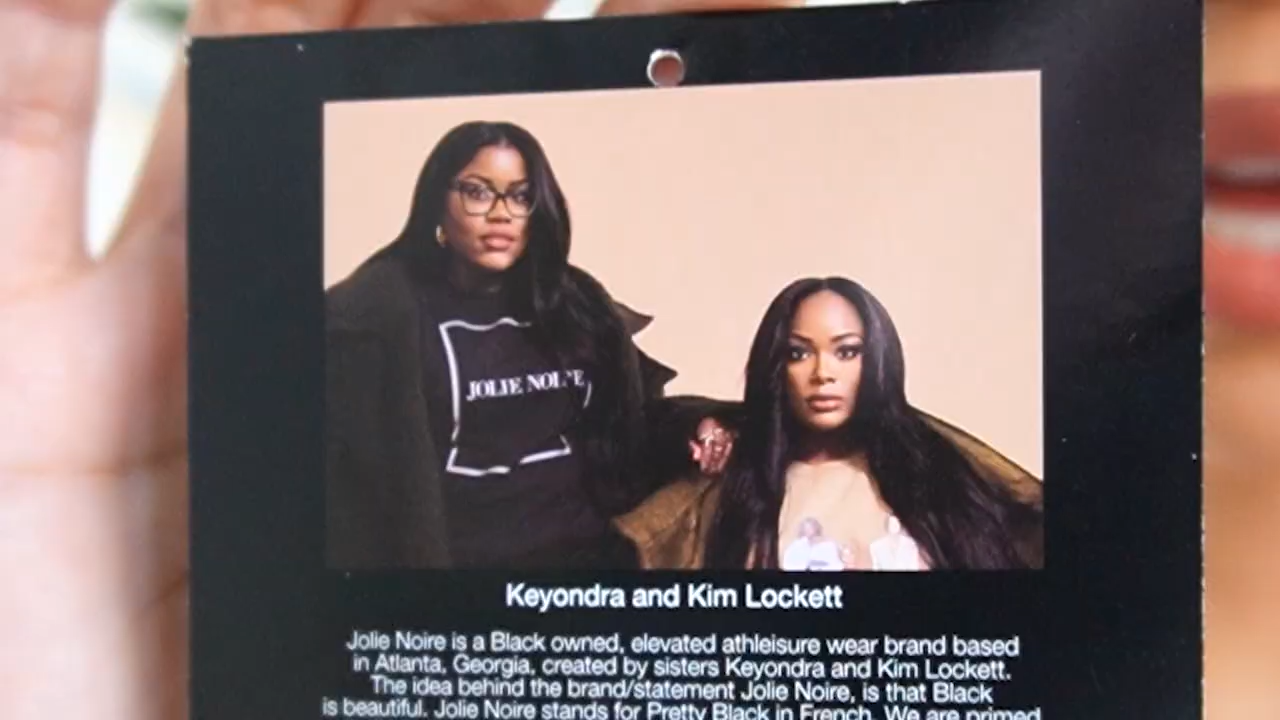 JOLIE NOIRE
Keyondra and Kim Lockett
Jolie Noire is a Black owned, elevated athleisure wear brand based
in Atlanta, Georgia, created by sisters Keyondra and Kim Lockett.
The idea behind the brand/statement Jolie Noire, is that Black
is beautiful. Jolie Noire stands for Pretty Black in French. We are primed